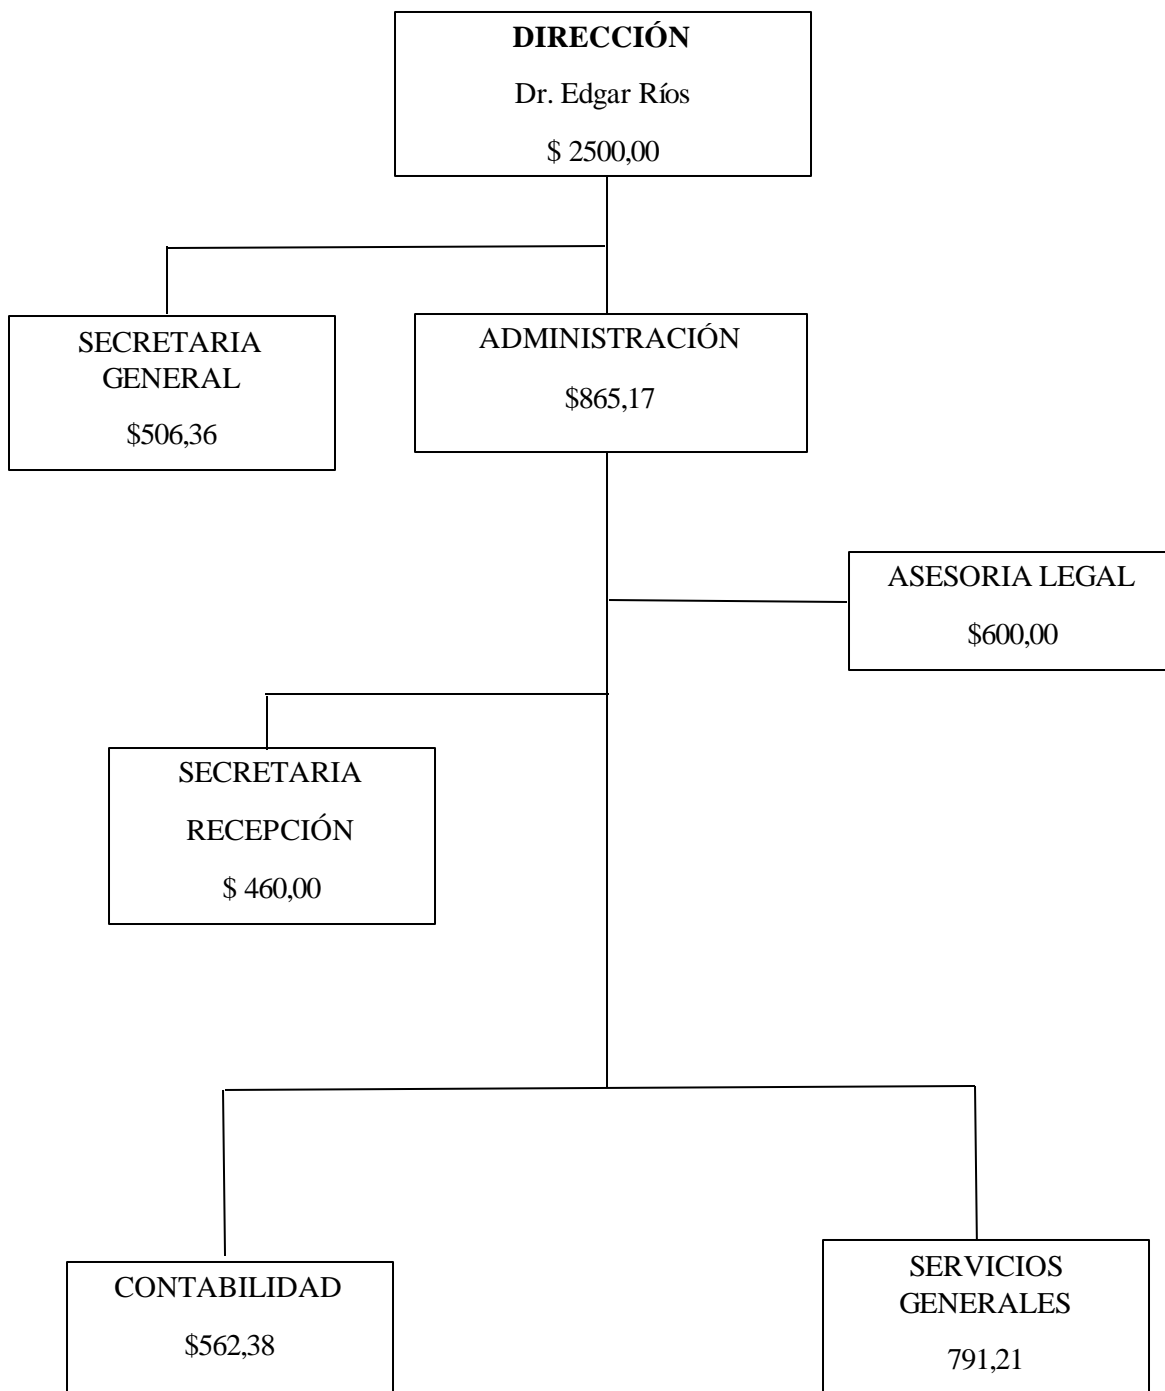 DIRECCIÓN
Dr. Edgar Ríos
$ 2500,00
SECRETARIA
GENERAL
$506,36
ADMINISTRACIÓN
$865,17
ASESORIA LEGAL
$600,00
SECRETARIA
RECEPCIÓN
$ 460,00
CONTABILIDAD
$562,38
SERVICIOS
GENERALES
791,21